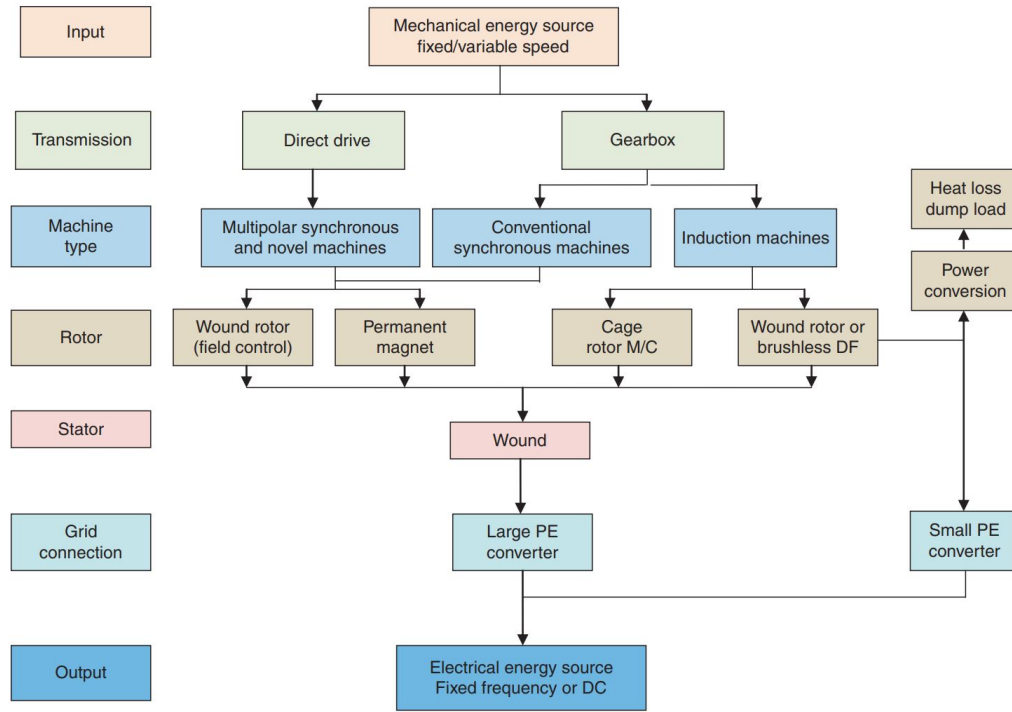 Input
Mechanical energy source
fixed/variable speed
Transmission
Direct drive
Gearbox
Heat loss
dump load
Machine
type
Multipolar synchronous
and novel machines
Conventional
synchronous machines
Induction machines
Power
conversion
Rotor
Wound rotor
(field control)
Permanent
magnet
Cage
rotor M/C
Wound rotor or
brushless DF
Stator
Wound
Grid
connection
Large PE
converter
Small PE
converter
Output
Electrical energy source
Fixed frequency or DC